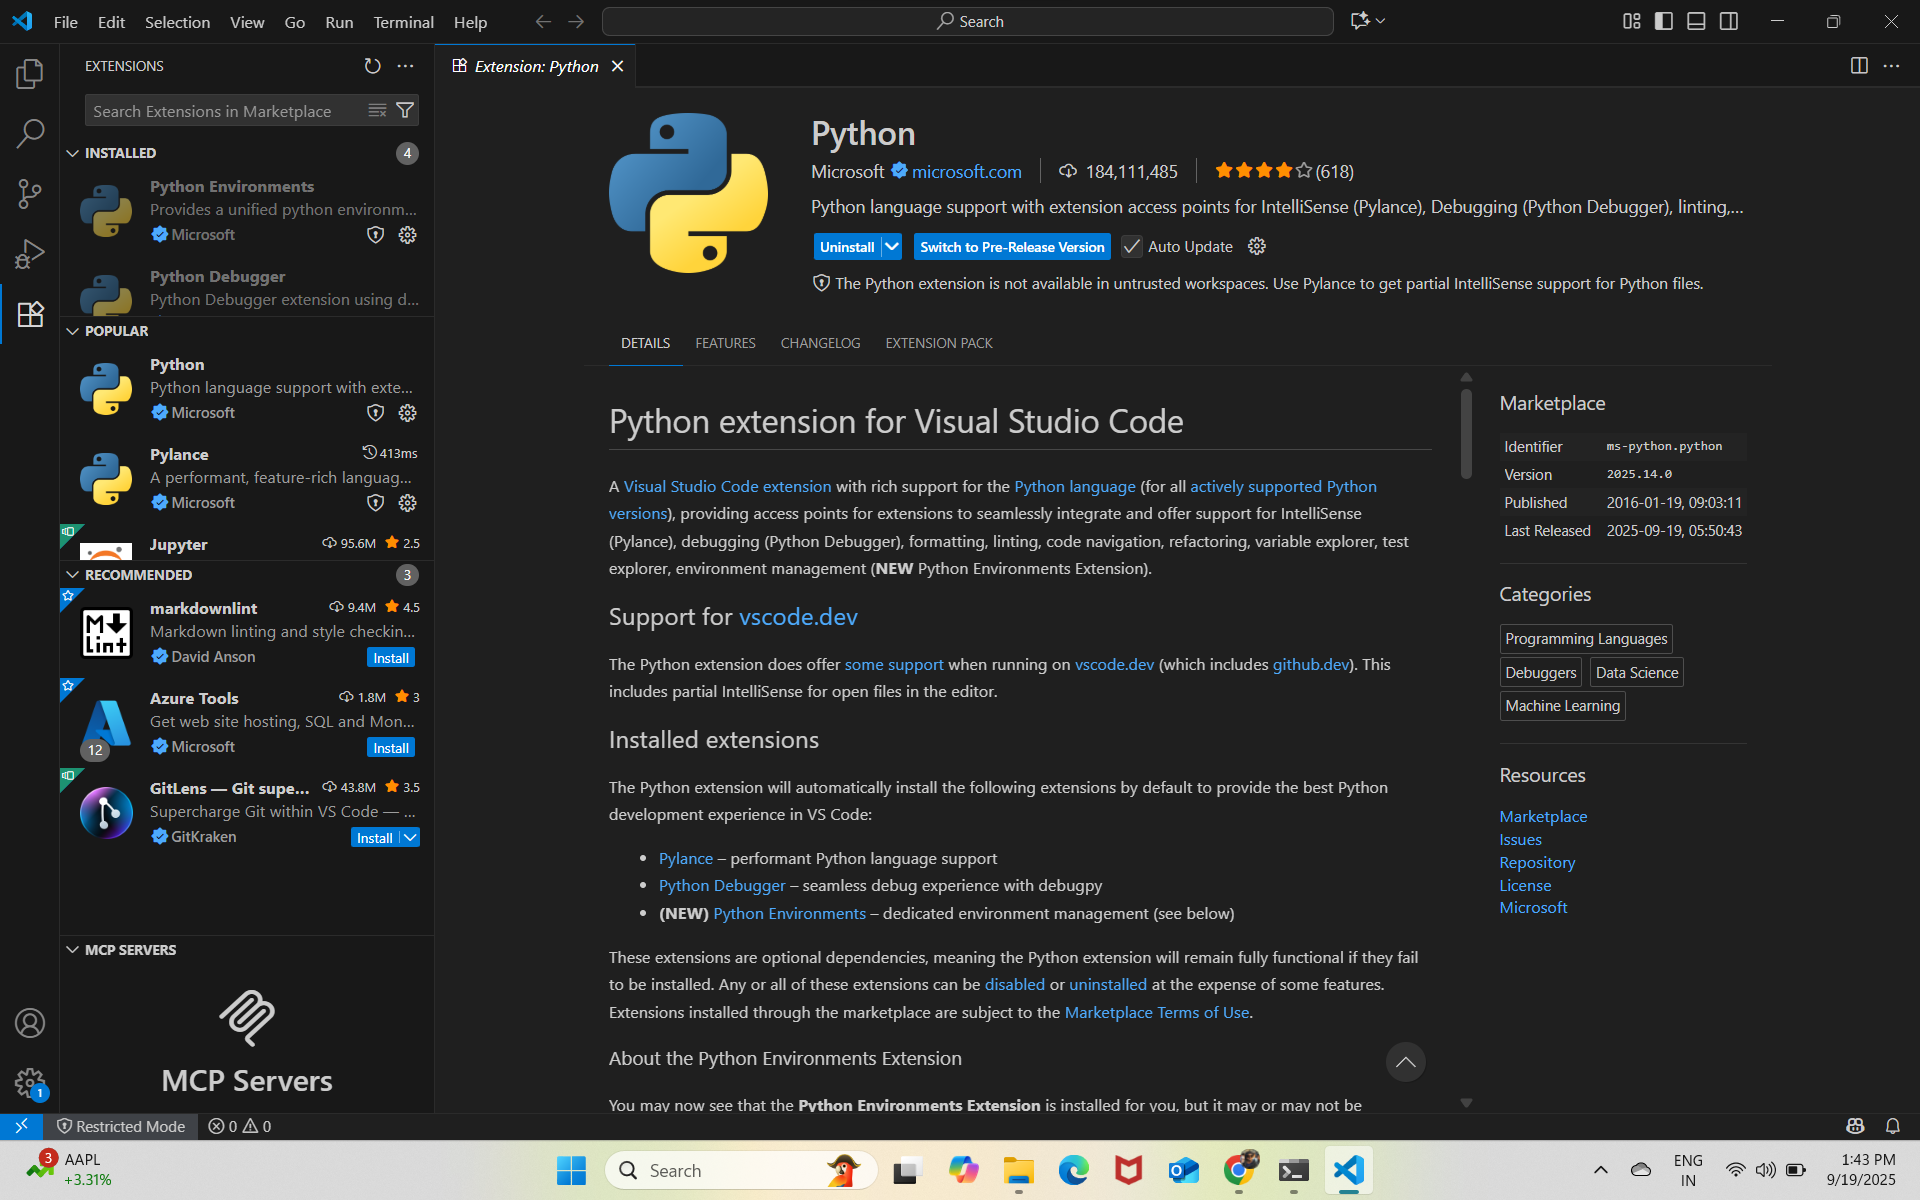 File Edit Selection View Go Run Terminal Help
Search
EXTENSIONS
Search Extensions in Marketplace
INSTALLED 4
Python Environments
Provides a unified python environm...
Microsoft
Python Debugger
Python Debugger extension using d...
POPULAR
Python
Python language support with exte...
Microsoft
Pylance 413ms
A performant, feature-rich languag...
Microsoft
Jupyter 95.6M 2.5
RECOMMENDED 3
markdownlint 9.4M 4.5
Markdown linting and style checkin...
David Anson Install
Azure Tools 1.8M 3
Get web site hosting, SQL and Mon...
12 Microsoft Install
GitLens — Git supe... 43.8M 3.5
Supercharge Git within VS Code — ...
GitKraken Install
MCP SERVERS
MCP Servers
Extension: Python
Python
Microsoft microsoft.com 184,111,485 (618)
Python language support with extension access points for IntelliSense (Pylance), Debugging (Python Debugger), linting,...
Uninstall Switch to Pre-Release Version Auto Update
The Python extension is not available in untrusted workspaces. Use Pylance to get partial IntelliSense support for Python files.
DETAILS FEATURES CHANGELOG EXTENSION PACK
Python extension for Visual Studio Code
A Visual Studio Code extension with rich support for the Python language (for all actively supported Python
versions), providing access points for extensions to seamlessly integrate and offer support for IntelliSense
(Pylance), debugging (Python Debugger), formatting, linting, code navigation, refactoring, variable explorer, test
explorer, environment management (NEW Python Environments Extension).
Support for vscode.dev
The Python extension does offer some support when running on vscode.dev (which includes github.dev). This
includes partial IntelliSense for open files in the editor.
Installed extensions
The Python extension will automatically install the following extensions by default to provide the best Python
development experience in VS Code:
• Pylance – performant Python language support
• Python Debugger – seamless debug experience with debugpy
• (NEW) Python Environments – dedicated environment management (see below)
These extensions are optional dependencies, meaning the Python extension will remain fully functional if they fail
to be installed. Any or all of these extensions can be disabled or uninstalled at the expense of some features.
Extensions installed through the marketplace are subject to the Marketplace Terms of Use.
About the Python Environments Extension
You may now see that the Python Environments Extension is installed for you, but it may or may not be
Marketplace
Identifier ms-python.python
Version 2025.14.0
Published 2016-01-19, 09:03:11
Last Released 2025-09-19, 05:50:43
Categories
Programming Languages
Debuggers Data Science
Machine Learning
Resources
Marketplace
Issues
Repository
License
Microsoft
1
Restricted Mode 0 0
3 AAPL
+3.31%
Search
ENG
IN
1:43 PM
9/19/2025